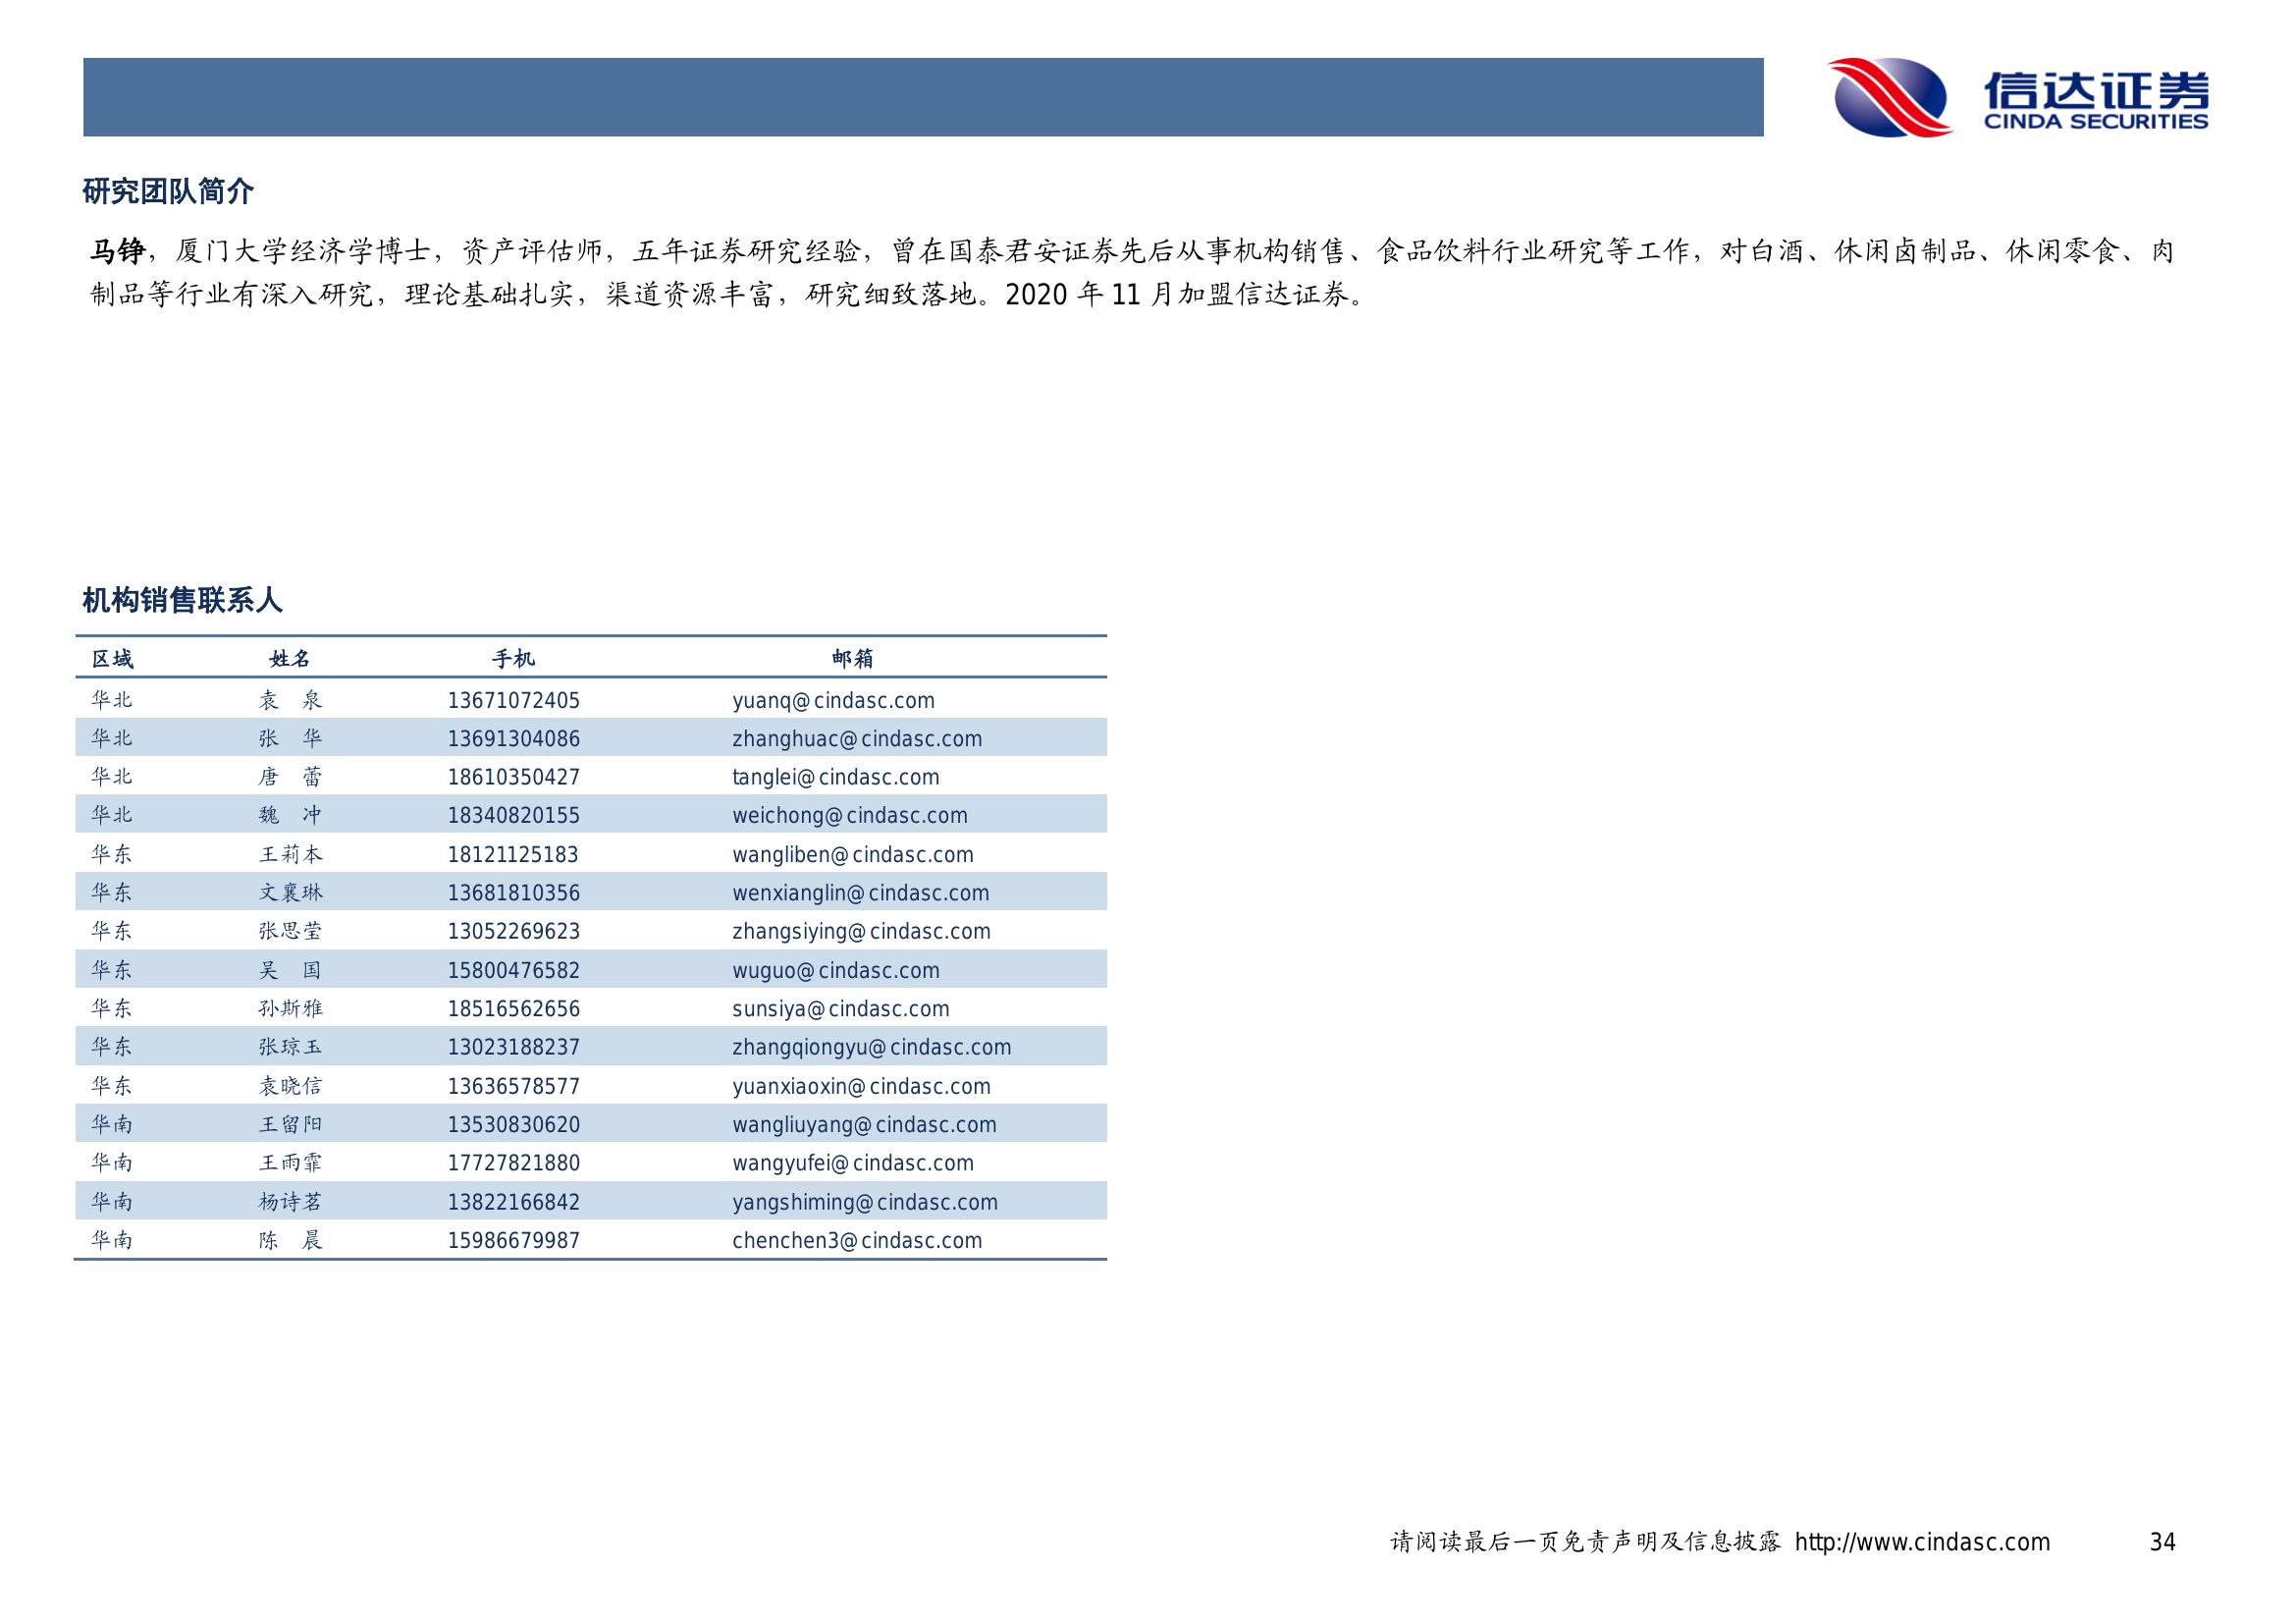 信达证券
CINDA SECURITIES
研究团队简介
马铮，厦门大学经济学博士，资产评估师，五年证券研究经验，曾在国泰君安证券先后从事机构销售、食品饮料行业研究等工作，对白酒、休闲卤制品、休闲零食、肉
制品等行业有深入研究，理论基础扎实，渠道资源丰富，研究细致落地。2020 年 11 月加盟信达证券。
机构销售联系人
区域 姓名 手机 邮箱
华北 袁　泉 13671072405 yuanq@cindasc.com
华北 张　华 13691304086 zhanghuac@cindasc.com
华北 唐　蕾 18610350427 tanglei@cindasc.com
华北 魏　冲 18340820155 weichong@cindasc.com
华东 王莉本 18121125183 wangliben@cindasc.com
华东 文襄琳 13681810356 wenxianglin@cindasc.com
华东 张思莹 13052269623 zhangsiying@cindasc.com
华东 吴　国 15800476582 wuguo@cindasc.com
华东 孙斯雅 18516562656 sunsiya@cindasc.com
华东 张琼玉 13023188237 zhangqiongyu@cindasc.com
华东 袁晓信 13636578577 yuanxiaoxin@cindasc.com
华南 王留阳 13530830620 wangliuyang@cindasc.com
华南 王雨霏 17727821880 wangyufei@cindasc.com
华南 杨诗茗 13822166842 yangshiming@cindasc.com
华南 陈　晨 15986679987 chenchen3@cindasc.com
请阅读最后一页免责声明及信息披露 http://www.cindasc.com 34